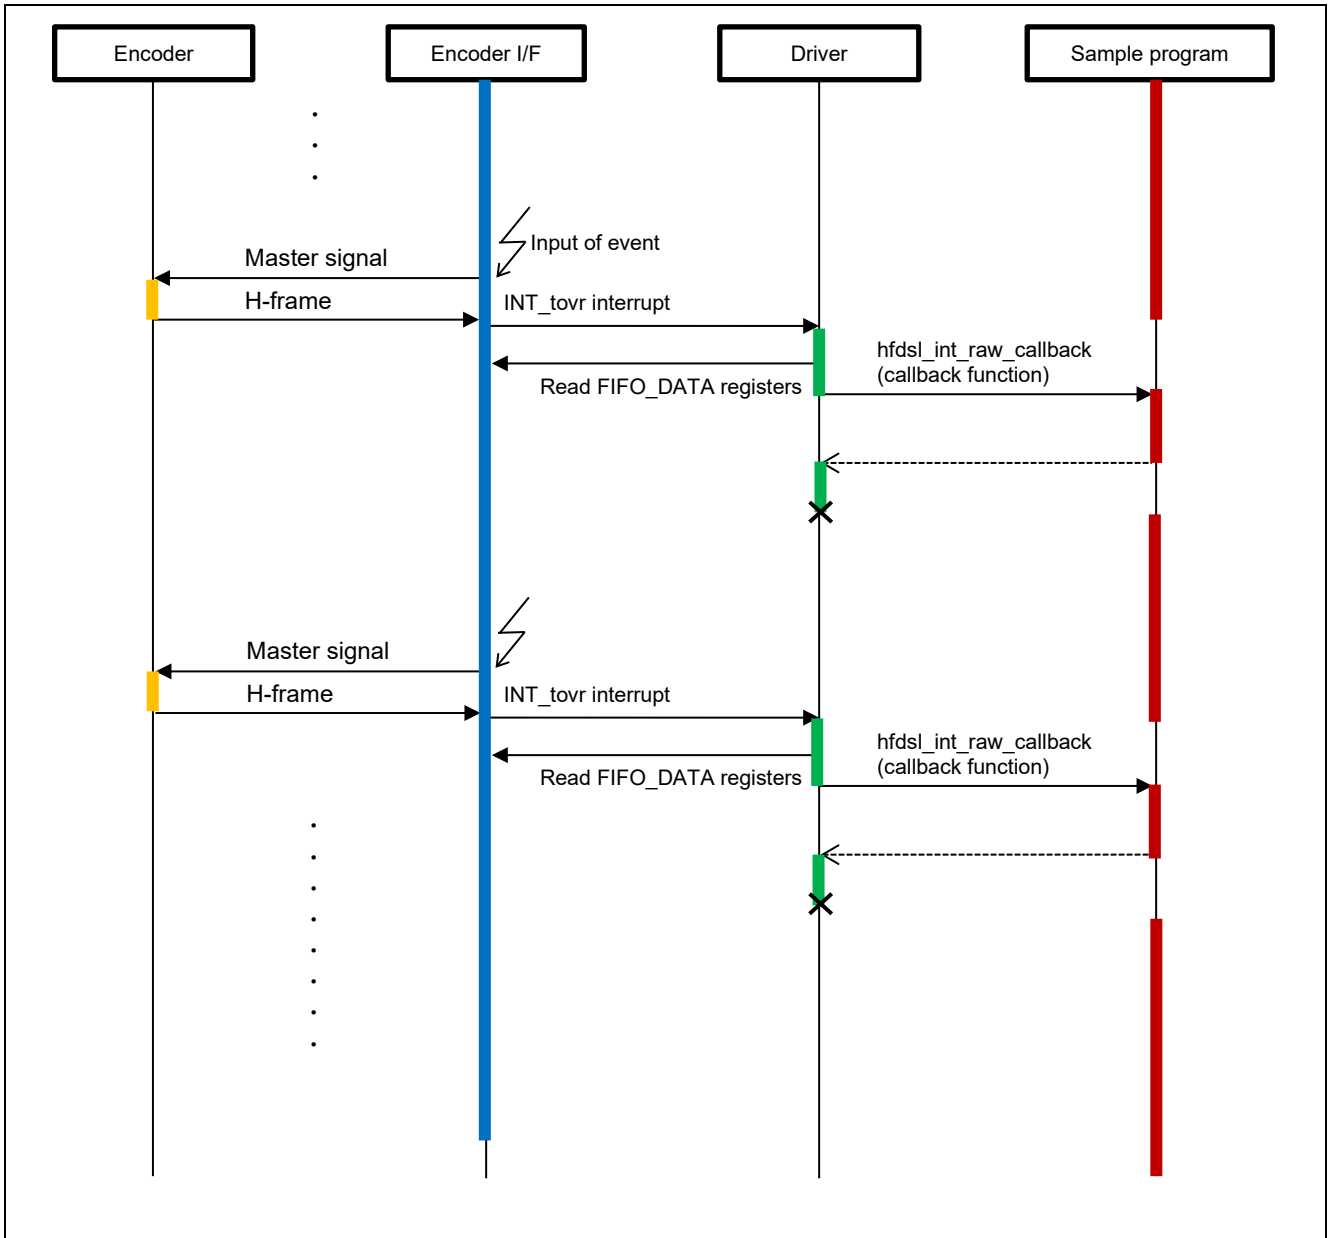 Encoder
Encoder I/F
Driver
Sample program
Input of event
Master signal
H-frame
INT_tovr interrupt
hfdsl_int_raw_callback
(callback function)
Read FIFO_DATA registers
Master signal
H-frame
INT_tovr interrupt
hfdsl_int_raw_callback
(callback function)
Read FIFO_DATA registers